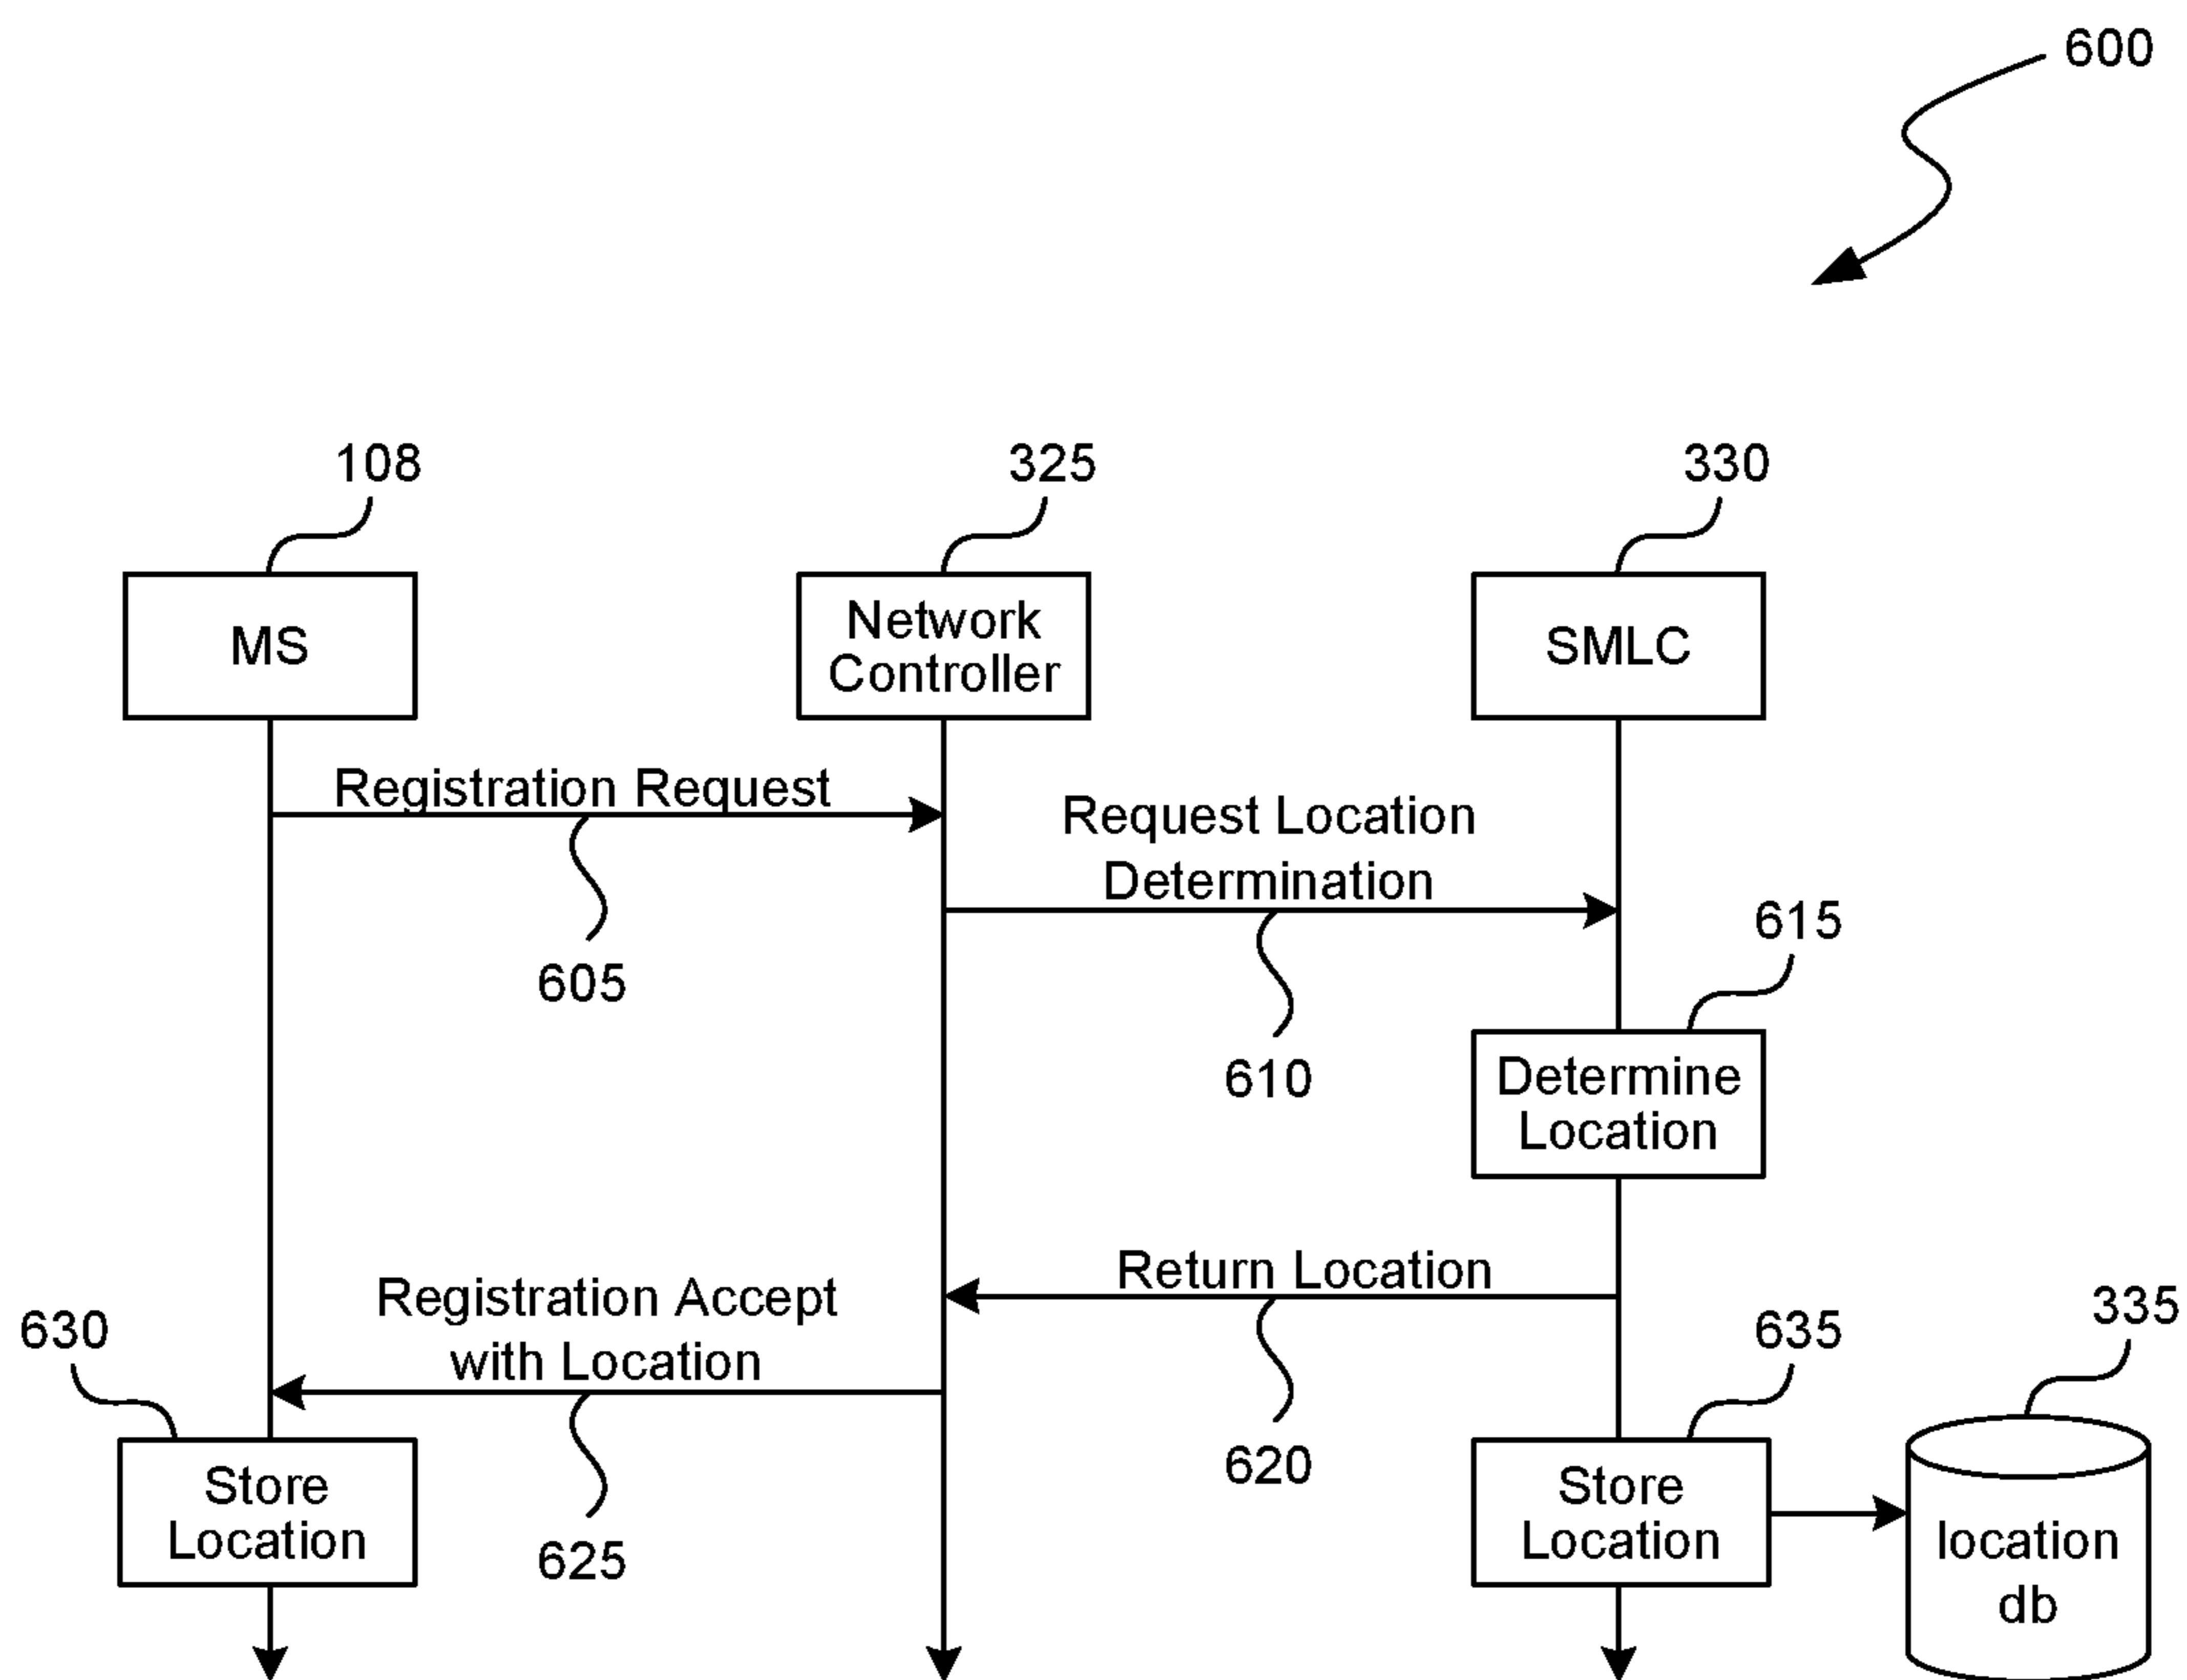 600
108
325
330
MS
Network
Controller
SMLC
Registration Request
Request Location
Determination
605
610
615
Determine
Location
Return Location
Registration Accept
with Location
630
620
635
335
625
Store
Location
Store
Location
location
db